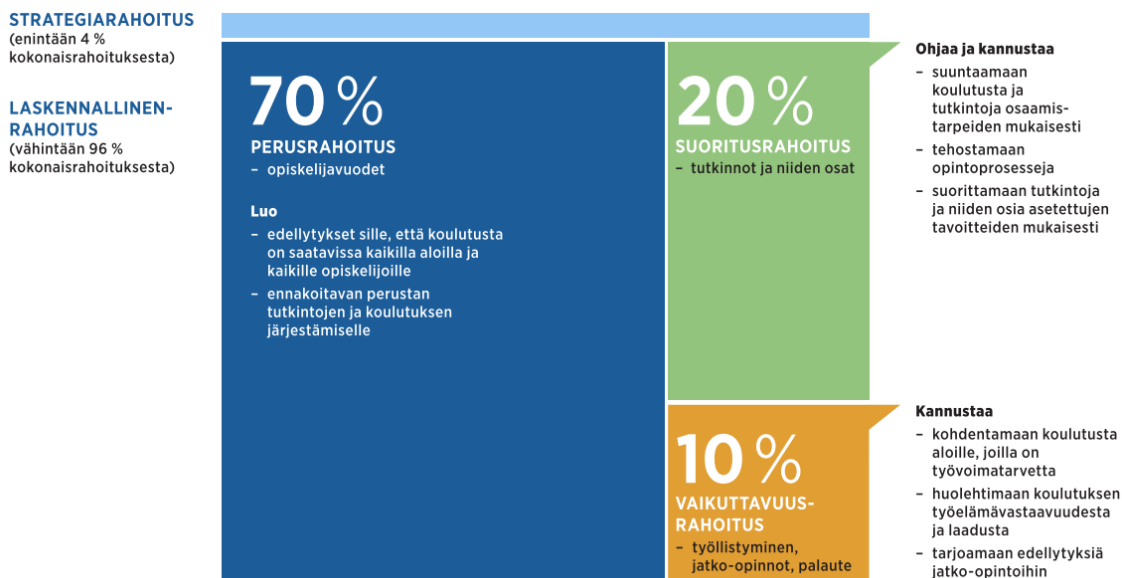 STRATEGIARAHOITUS
(enintään 4 %
kokonaisrahoituksesta)
LASKENNALLINEN-
RAHOITUS
(vähintään 96 %
kokonaisrahoituksesta)
70 %
PERUSRAHOITUS
– opiskelijavuodet
Luo
– edellytykset sille, että koulutusta
on saatavissa kaikilla aloilla ja
kaikille opiskelijoille
– ennakoitavan perustan
tutkintojen ja koulutuksen
järjestämiselle
20 %
SUORITUSRAHOITUS
– tutkinnot ja niiden osat
Ohjaa ja kannustaa
– suuntaamaan
koulutusta ja
tutkintoja osaamis-
tarpeiden mukaisesti
– tehostamaan
opintoprosesseja
– suorittamaan tutkintoja
ja niiden osia asetettujen
tavoitteiden mukaisesti
10 %
VAIKUTTAVUUS-
RAHOITUS
– työllistyminen,
jatko-opinnot, palaute
Kannustaa
– kohdentamaan koulutusta
aloille, joilla on
työvoimatarvetta
– huolehtimaan koulutuksen
työelämävastaavuudesta
ja laadusta
– tarjoamaan edellytyksiä
jatko-opintoihin